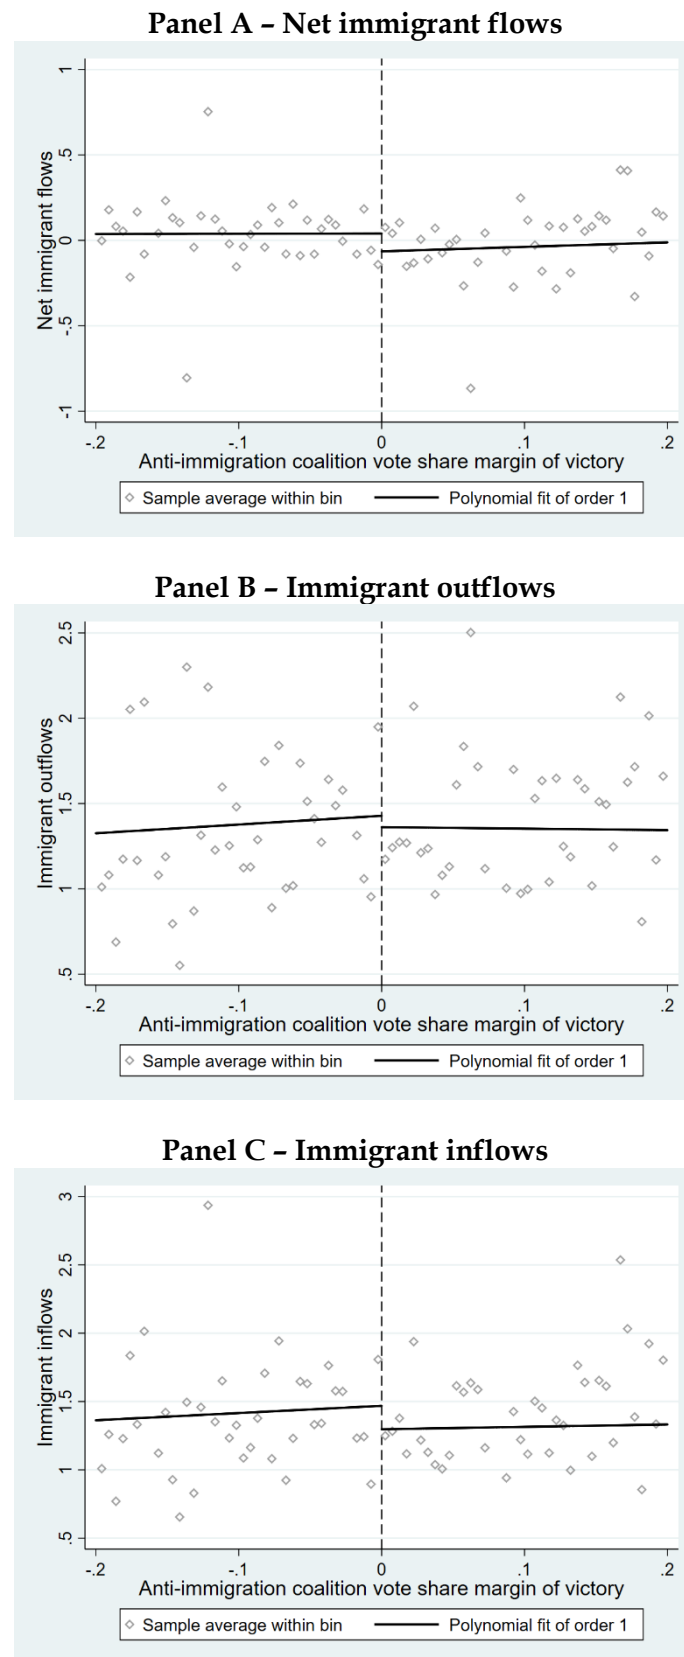 Panel A – Net immigrant flows
1
.5
0
-.5
-1
Net immigrant flows
-.2 -.1 0 .1 .2
Anti-immigration coalition vote share margin of victory
Sample average within bin Polynomial fit of order 1
Panel B – Immigrant outflows
2.5
2
1.5
1
.5
Immigrant outflows
-.2 -.1 0 .1 .2
Anti-immigration coalition vote share margin of victory
Sample average within bin Polynomial fit of order 1
Panel C – Immigrant inflows
3
2.5
2
1.5
1
.5
Immigrant inflows
-.2 -.1 0 .1 .2
Anti-immigration coalition vote share margin of victory
Sample average within bin Polynomial fit of order 1